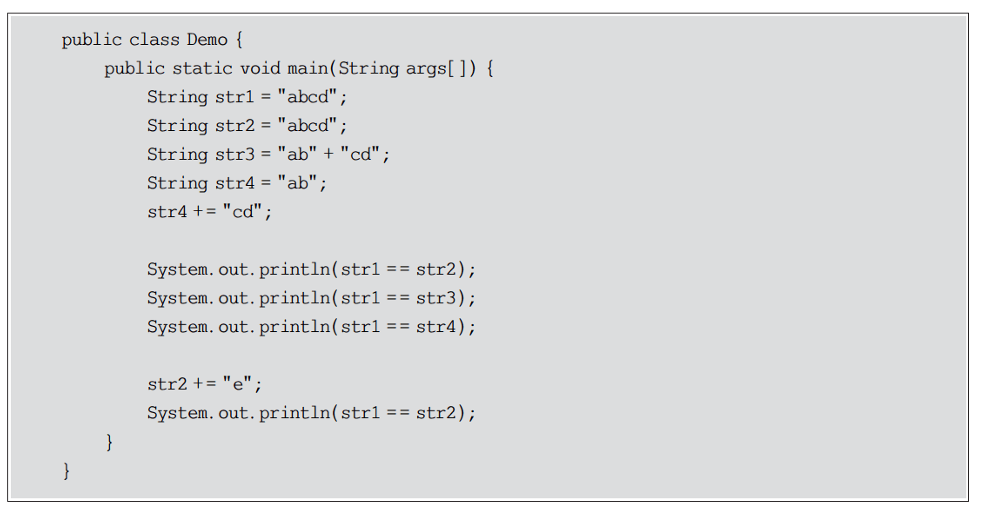 public class Demo {
    public static void main(String args[]) {
        String str1 = "abcd";
        String str2 = "abcd";
        String str3 = "ab" + "cd";
        String str4 = "ab";
        str4 += "cd";

        System.out.println(str1 == str2);
        System.out.println(str1 == str3);
        System.out.println(str1 == str4);

        str2 += "e";
        System.out.println(str1 == str2);
    }
}